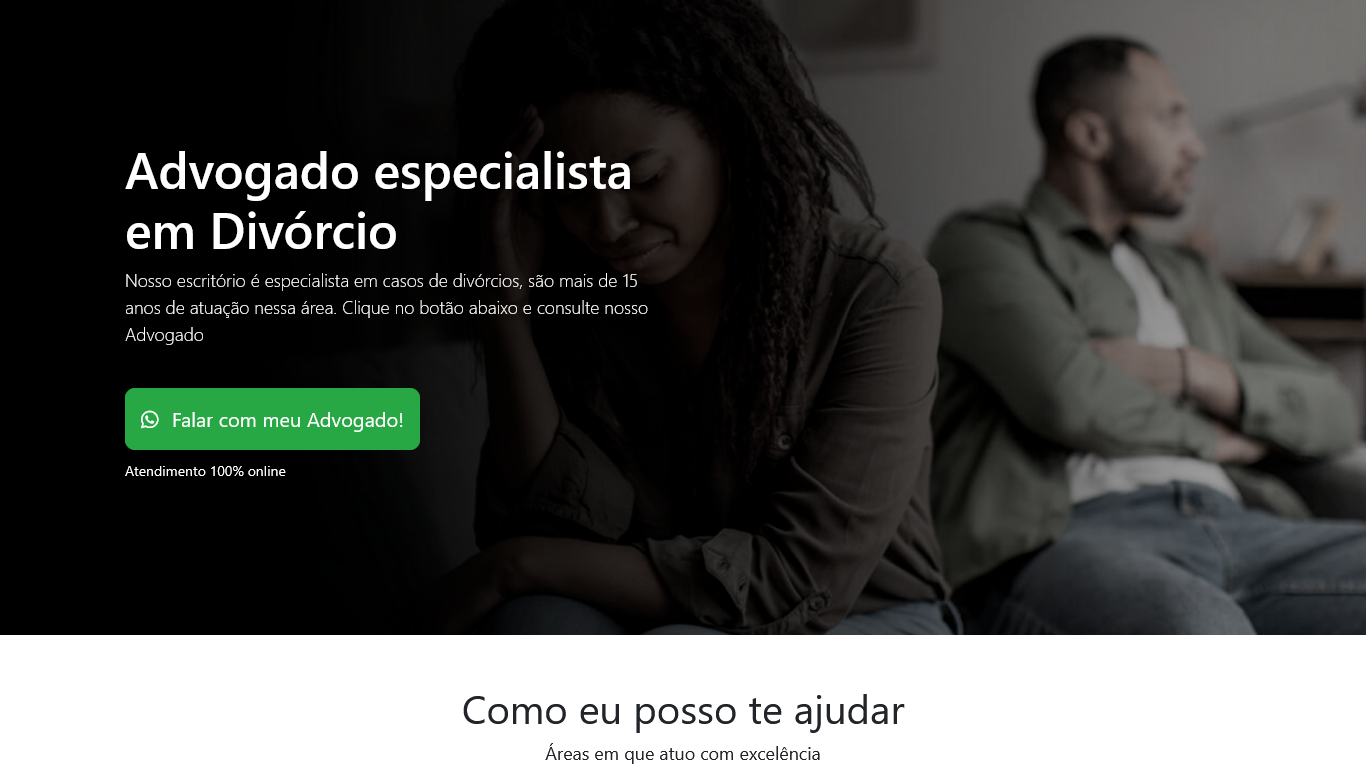 Advogado especialista
em Divórcio
Nosso escritório é especialista em casos de divórcios, são mais de 15
anos de atuação nessa área. Clique no botão abaixo e consulte nosso
Advogado
Falar com meu Advogado!
Atendimento 100% online
Como eu posso te ajudar
Áreas em que atuo com excelência